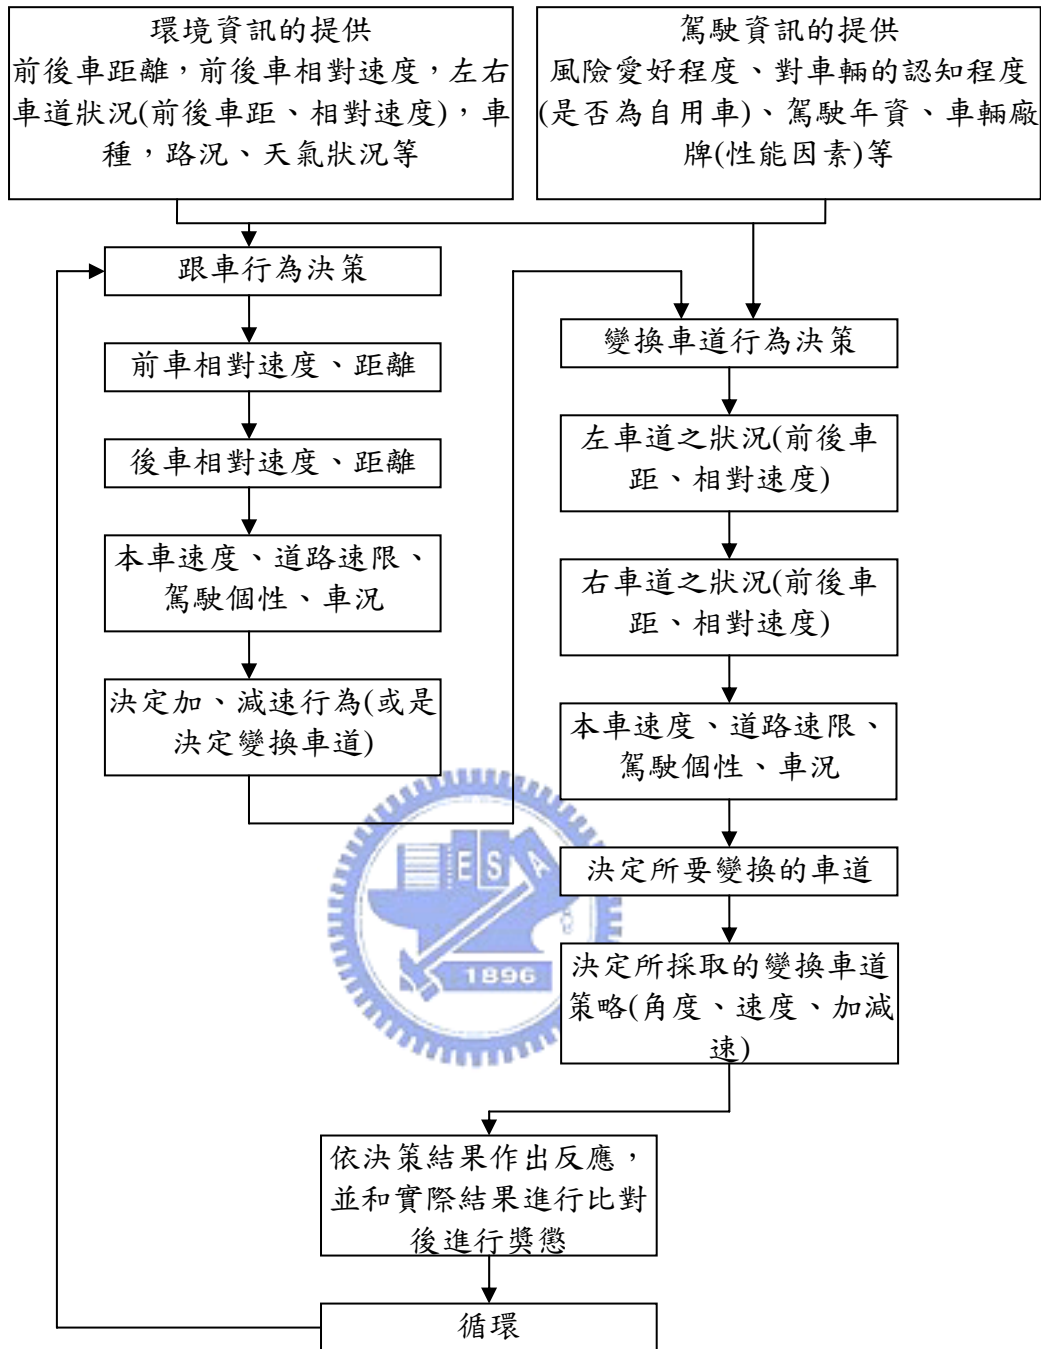 環境資訊的提供
前後車距離，前後車相對速度，左右
車道狀況(前後車距、相對速度)，車
種，路況、天氣狀況等
駕駛資訊的提供
風險愛好程度、對車輛的認知程度
(是否為自用車)、駕駛年資、車輛廠
牌(性能因素)等
跟車行為決策
前車相對速度、距離
後車相對速度、距離
本車速度、道路速限、
駕駛個性、車況
決定加、減速行為(或是
決定變換車道)
變換車道行為決策
左車道之狀況(前後車
距、相對速度)
右車道之狀況(前後車
距、相對速度)
本車速度、道路速限、
駕駛個性、車況
決定所要變換的車道
決定所採取的變換車道
策略(角度、速度、加減
速)
ESA
1896
依決策結果作出反應，
並和實際結果進行比對
後進行獎懲
循環